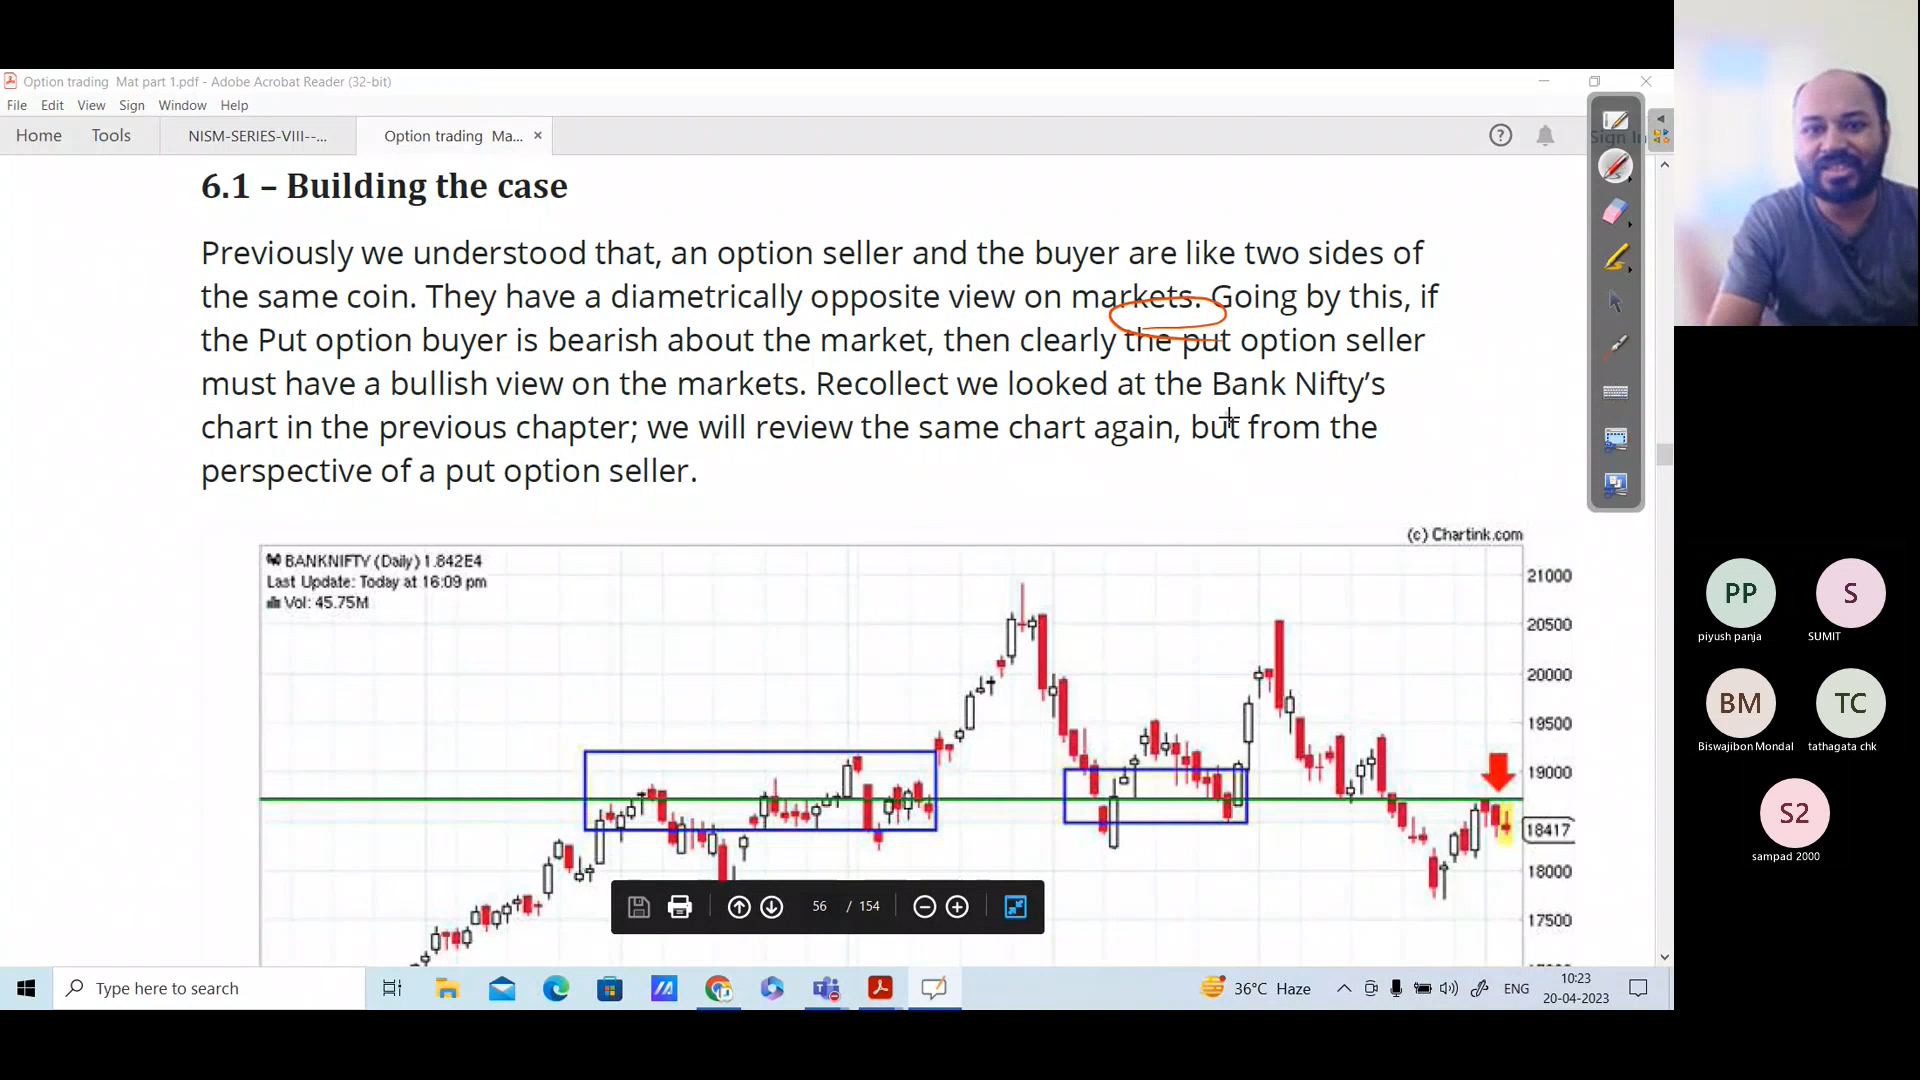 Option trading Mat part 1.pdf - Adobe Acrobat Reader (32-bit)
File Edit View Sign Window Help
Home Tools NISM-SERIES-VIII--... Option trading Ma... ×
Sign In
6.1 – Building the case
Previously we understood that, an option seller and the buyer are like two sides of
the same coin. They have a diametrically opposite view on markets. Going by this, if
the Put option buyer is bearish about the market, then clearly the put option seller
must have a bullish view on the markets. Recollect we looked at the Bank Nifty’s
chart in the previous chapter; we will review the same chart again, but from the
perspective of a put option seller.
(c) Chartink.com
BANKNIFTY (Daily) 1.842E4
Last Update: Today at 16:09 pm
Vol: 45.75M
21000
20500
20000
19500
19000
18417
18000
17500
56 / 154
PP S
piyush panja SUMIT
BM TC
Biswajibon Mondal tathagata chk
S2
sampad 2000
Type here to search
36°C Haze
ENG
10:23
20-04-2023